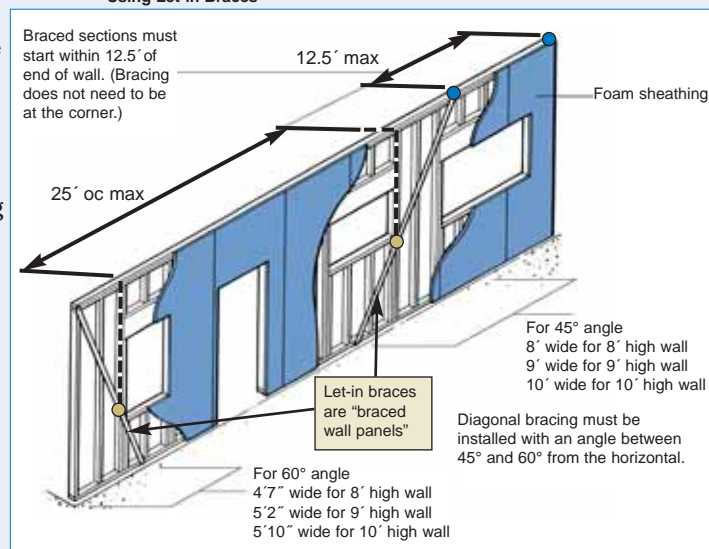 Using Let-in Braces
Braced sections must
start within 12.5´ of
end of wall. (Bracing
does not need to be
at the corner.)
12.5´ max
Foam sheathing
25´ oc max
For 45° angle
8´ wide for 8´ high wall
9´ wide for 9´ high wall
10´ wide for 10´ high wall
Let-in braces
are “braced
wall panels”
Diagonal bracing must be
installed with an angle between
45° and 60° from the horizontal.
For 60° angle
4´7˝ wide for 8´ high wall
5´2˝ wide for 9´ high wall
5´10˝ wide for 10´ high wall